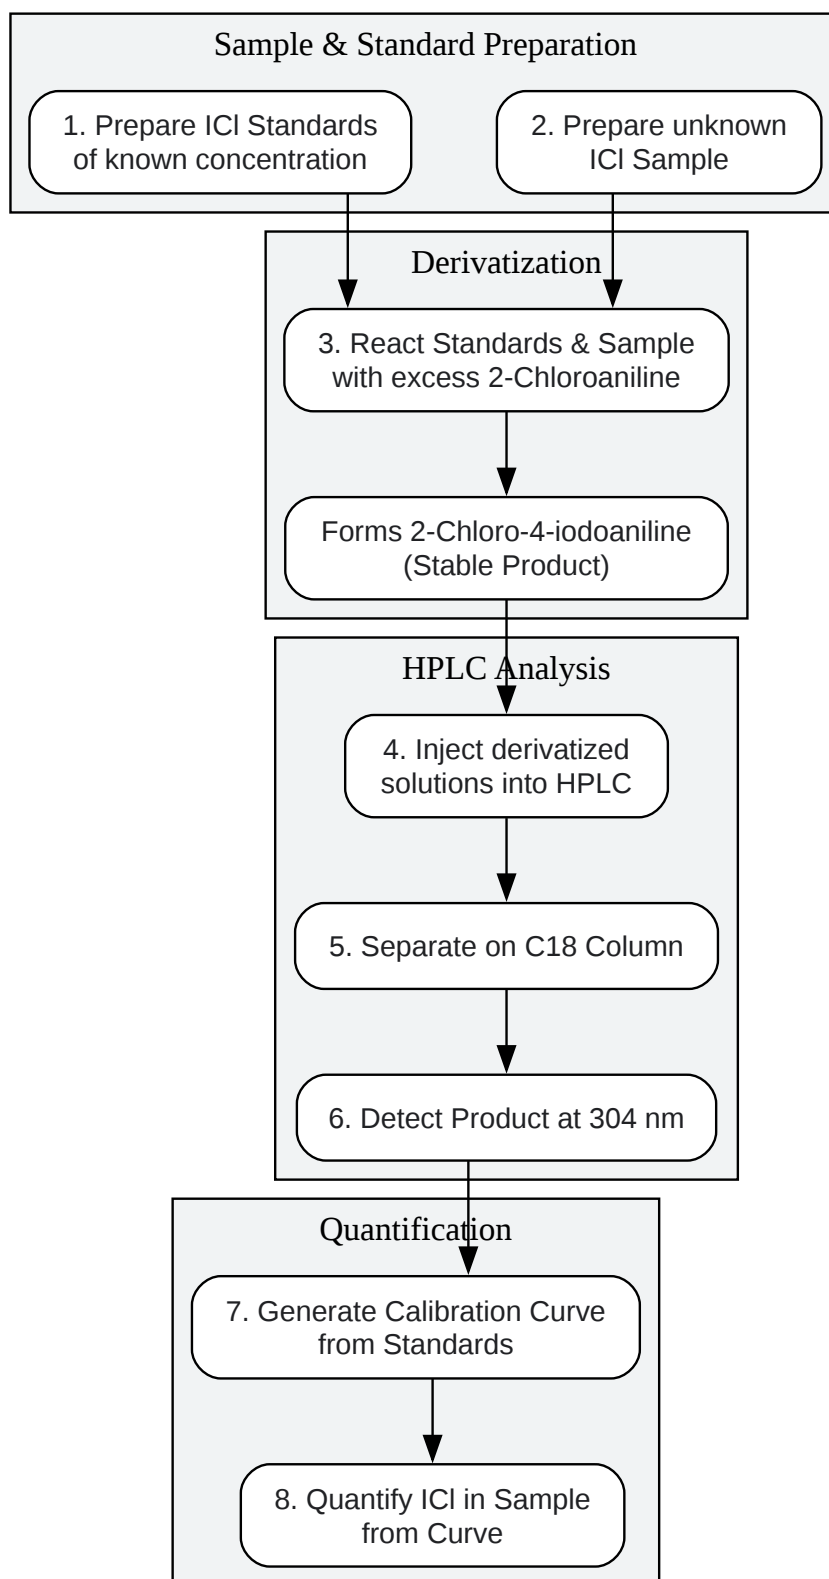 Sample & Standard Preparation
1. Prepare ICl Standards
of known concentration
2. Prepare unknown
ICl Sample
Derivatization
3. React Standards & Sample
with excess 2-Chloroaniline
Forms 2-Chloro-4-iodoaniline
(Stable Product)
HPLC Analysis
4. Inject derivatized
solutions into HPLC
5. Separate on C18 Column
6. Detect Product at 304 nm
Quantification
7. Generate Calibration Curve
from Standards
8. Quantify ICl in Sample
from Curve